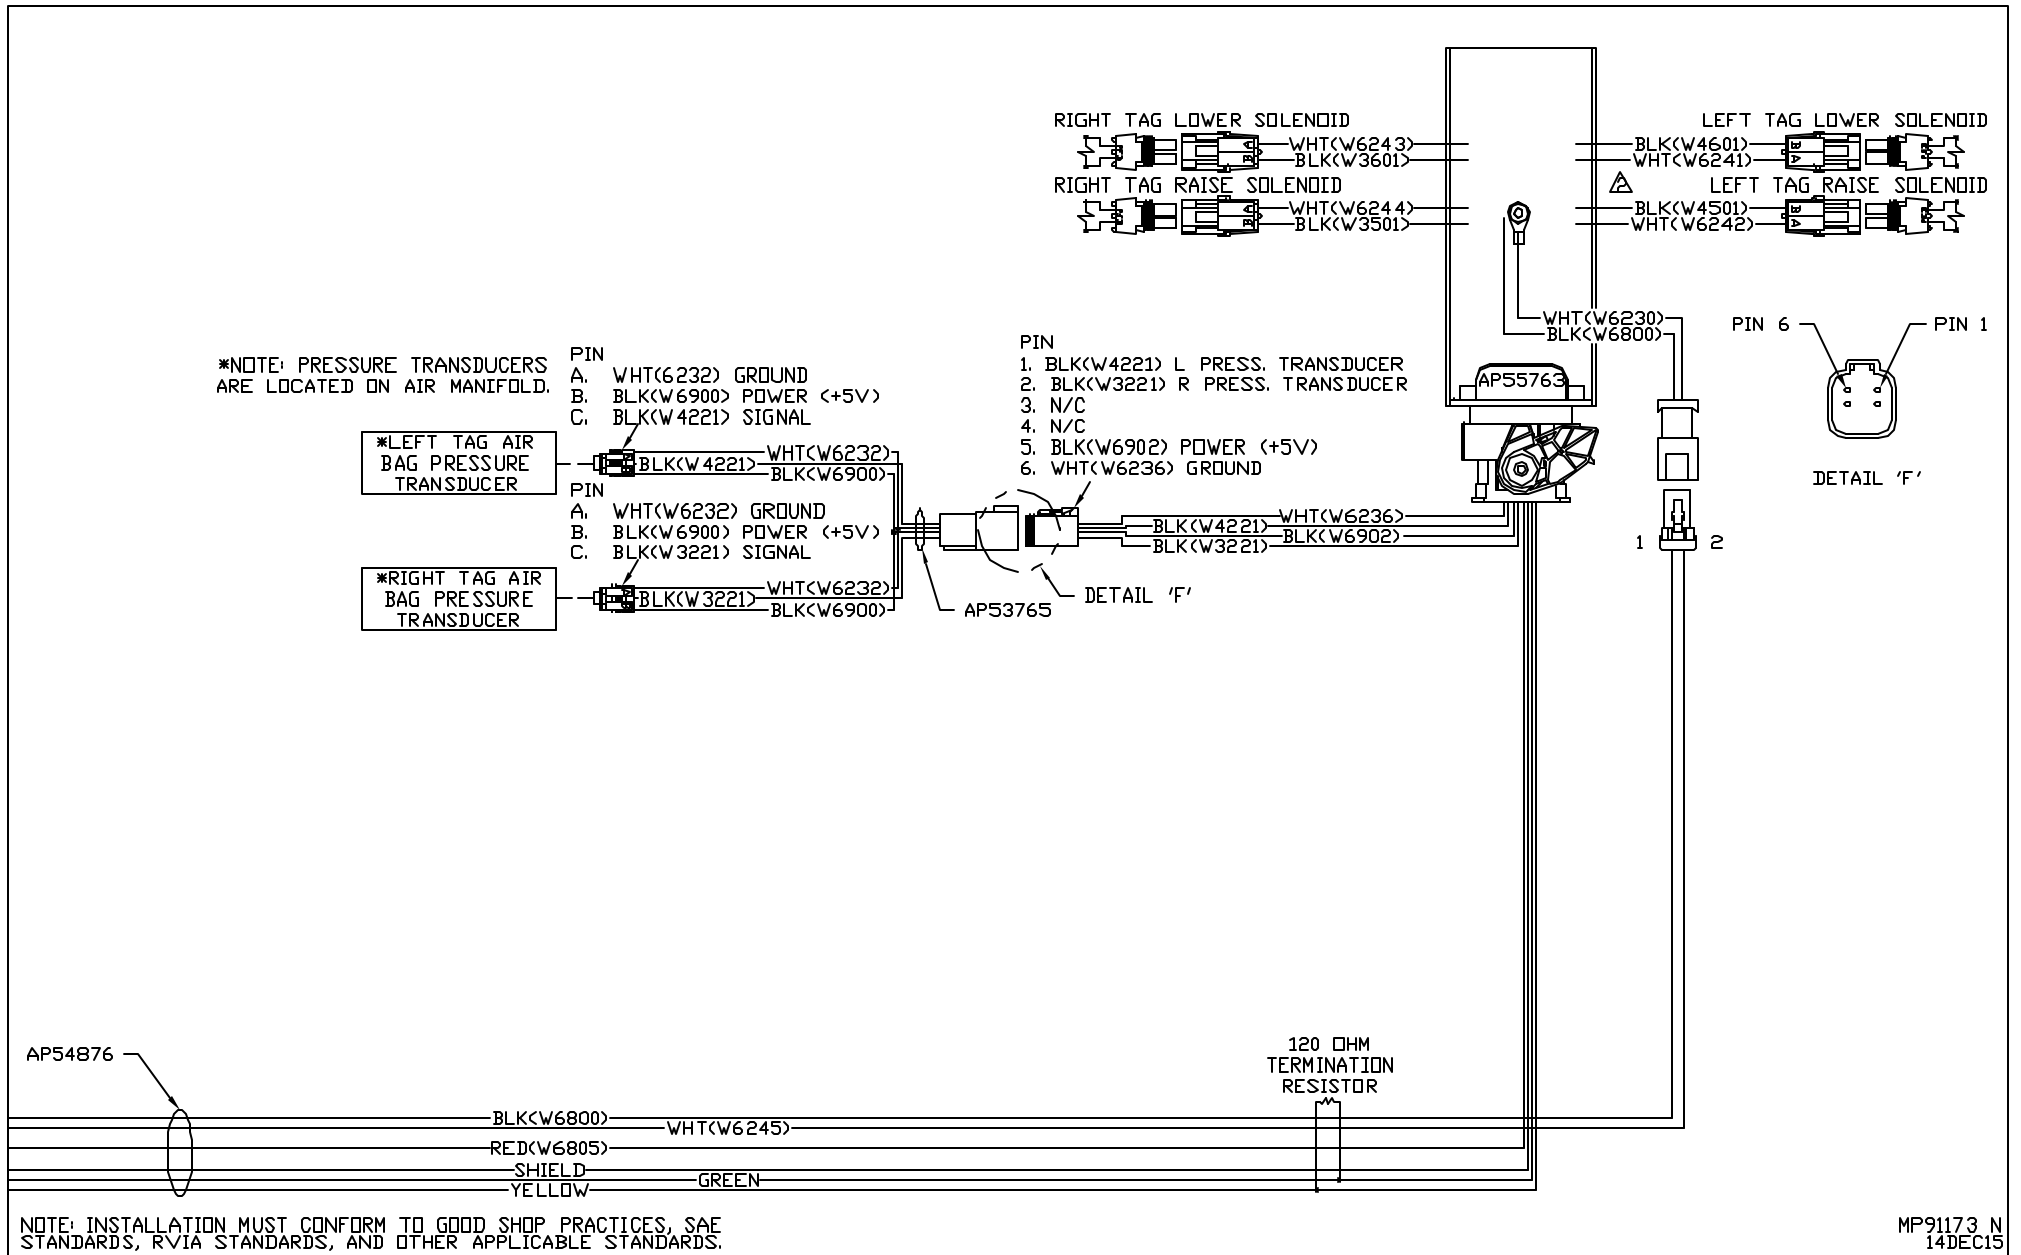 RIGHT TAG LOWER SOLENOID
WHT(W6243)
BLK(W3601)
A
B
RIGHT TAG RAISE SOLENOID
WHT(W6244)
BLK(W3501)
A
B
LEFT TAG LOWER SOLENOID
BLK(W4601)
WHT(W6241)
B
A
2
LEFT TAG RAISE SOLENOID
BLK(W4501)
WHT(W6242)
B
A
WHT(W6230)
BLK(W6800)
PIN 6
PIN 1
DETAIL 'F'
*NOTE: PRESSURE TRANSDUCERS
ARE LOCATED ON AIR MANIFOLD.
PIN
A. WHT(6232) GROUND
B. BLK(W6900) POWER (+5V)
C. BLK(W4221) SIGNAL
*LEFT TAG AIR
BAG PRESSURE
TRANSDUCER
WHT(W6232)
BLK(W4221)
BLK(W6900)
PIN
A. WHT(W6232) GROUND
B. BLK(W6900) POWER (+5V)
C. BLK(W3221) SIGNAL
*RIGHT TAG AIR
BAG PRESSURE
TRANSDUCER
WHT(W6232)
BLK(W3221)
BLK(W6900)
PIN
1. BLK(W4221) L PRESS. TRANSDUCER
2. BLK(W3221) R PRESS. TRANSDUCER
3. N/C
4. N/C
5. BLK(W6902) POWER (+5V)
6. WHT(W6236) GROUND
AP55763
WHT(W6236)
BLK(W4221)
BLK(W6902)
BLK(W3221)
AP53765
DETAIL 'F'
1
2
AP54876
120 OHM
TERMINATION
RESISTOR
BLK(W6800)
WHT(W6245)
RED(W6805)
SHIELD
GREEN
YELLOW
NOTE: INSTALLATION MUST CONFORM TO GOOD SHOP PRACTICES, SAE
STANDARDS, RVIA STANDARDS, AND OTHER APPLICABLE STANDARDS.
MP91173 N
14DEC15